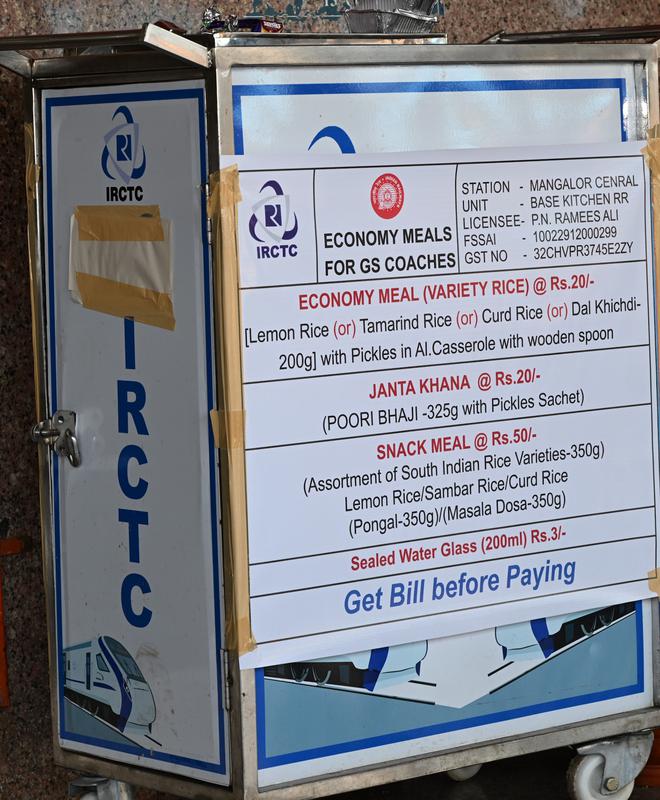 IRCTC
IRCTC
IRCTC
ECONOMY MEALS
FOR GS COACHES
STATION - MANGALOR CENRAL
UNIT - BASE KITCHEN RR
LICENSEE- P.N. RAMEES ALI
FSSAI - 10022912000299
GST NO - 32CHVPR3745E2ZY
ECONOMY MEAL (VARIETY RICE) @ Rs.20/-
[Lemon Rice (or) Tamarind Rice (or) Curd Rice (or) Dal Khichdi-
200g] with Pickles in Al.Casserole with wooden spoon
JANTA KHANA @ Rs.20/-
(POORI BHAJI -325g with Pickles Sachet)
SNACK MEAL @ Rs.50/-
(Assortment of South Indian Rice Varieties-350g)
Lemon Rice/Sambar Rice/Curd Rice
(Pongal-350g)/(Masala Dosa-350g)
Sealed Water Glass (200ml) Rs.3/-
Get Bill before Paying